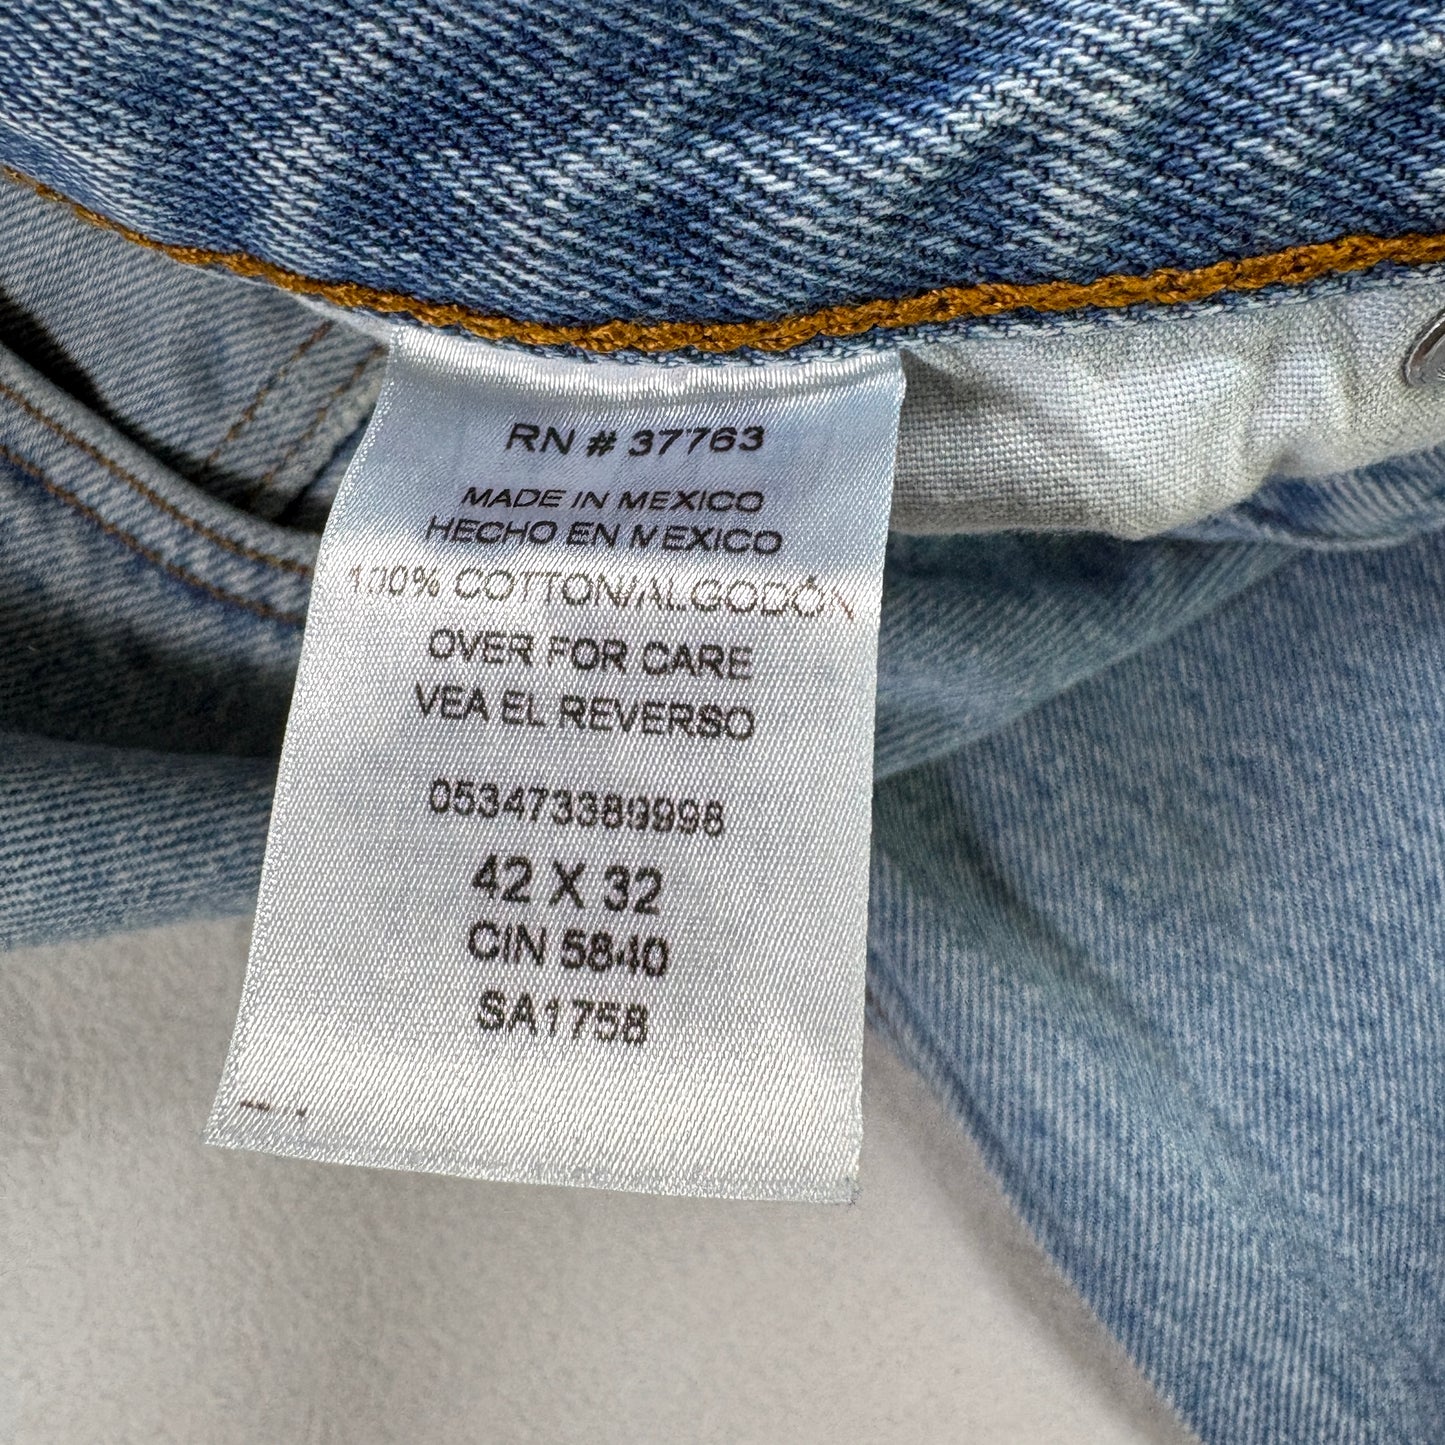 RN # 37763
MADE IN MEXICO
HECHO EN MEXICO
100% COTTON/ALGODÓN
OVER FOR CARE
VEA EL REVERSO
053473389998
42 X 32
CIN 5840
SA1758